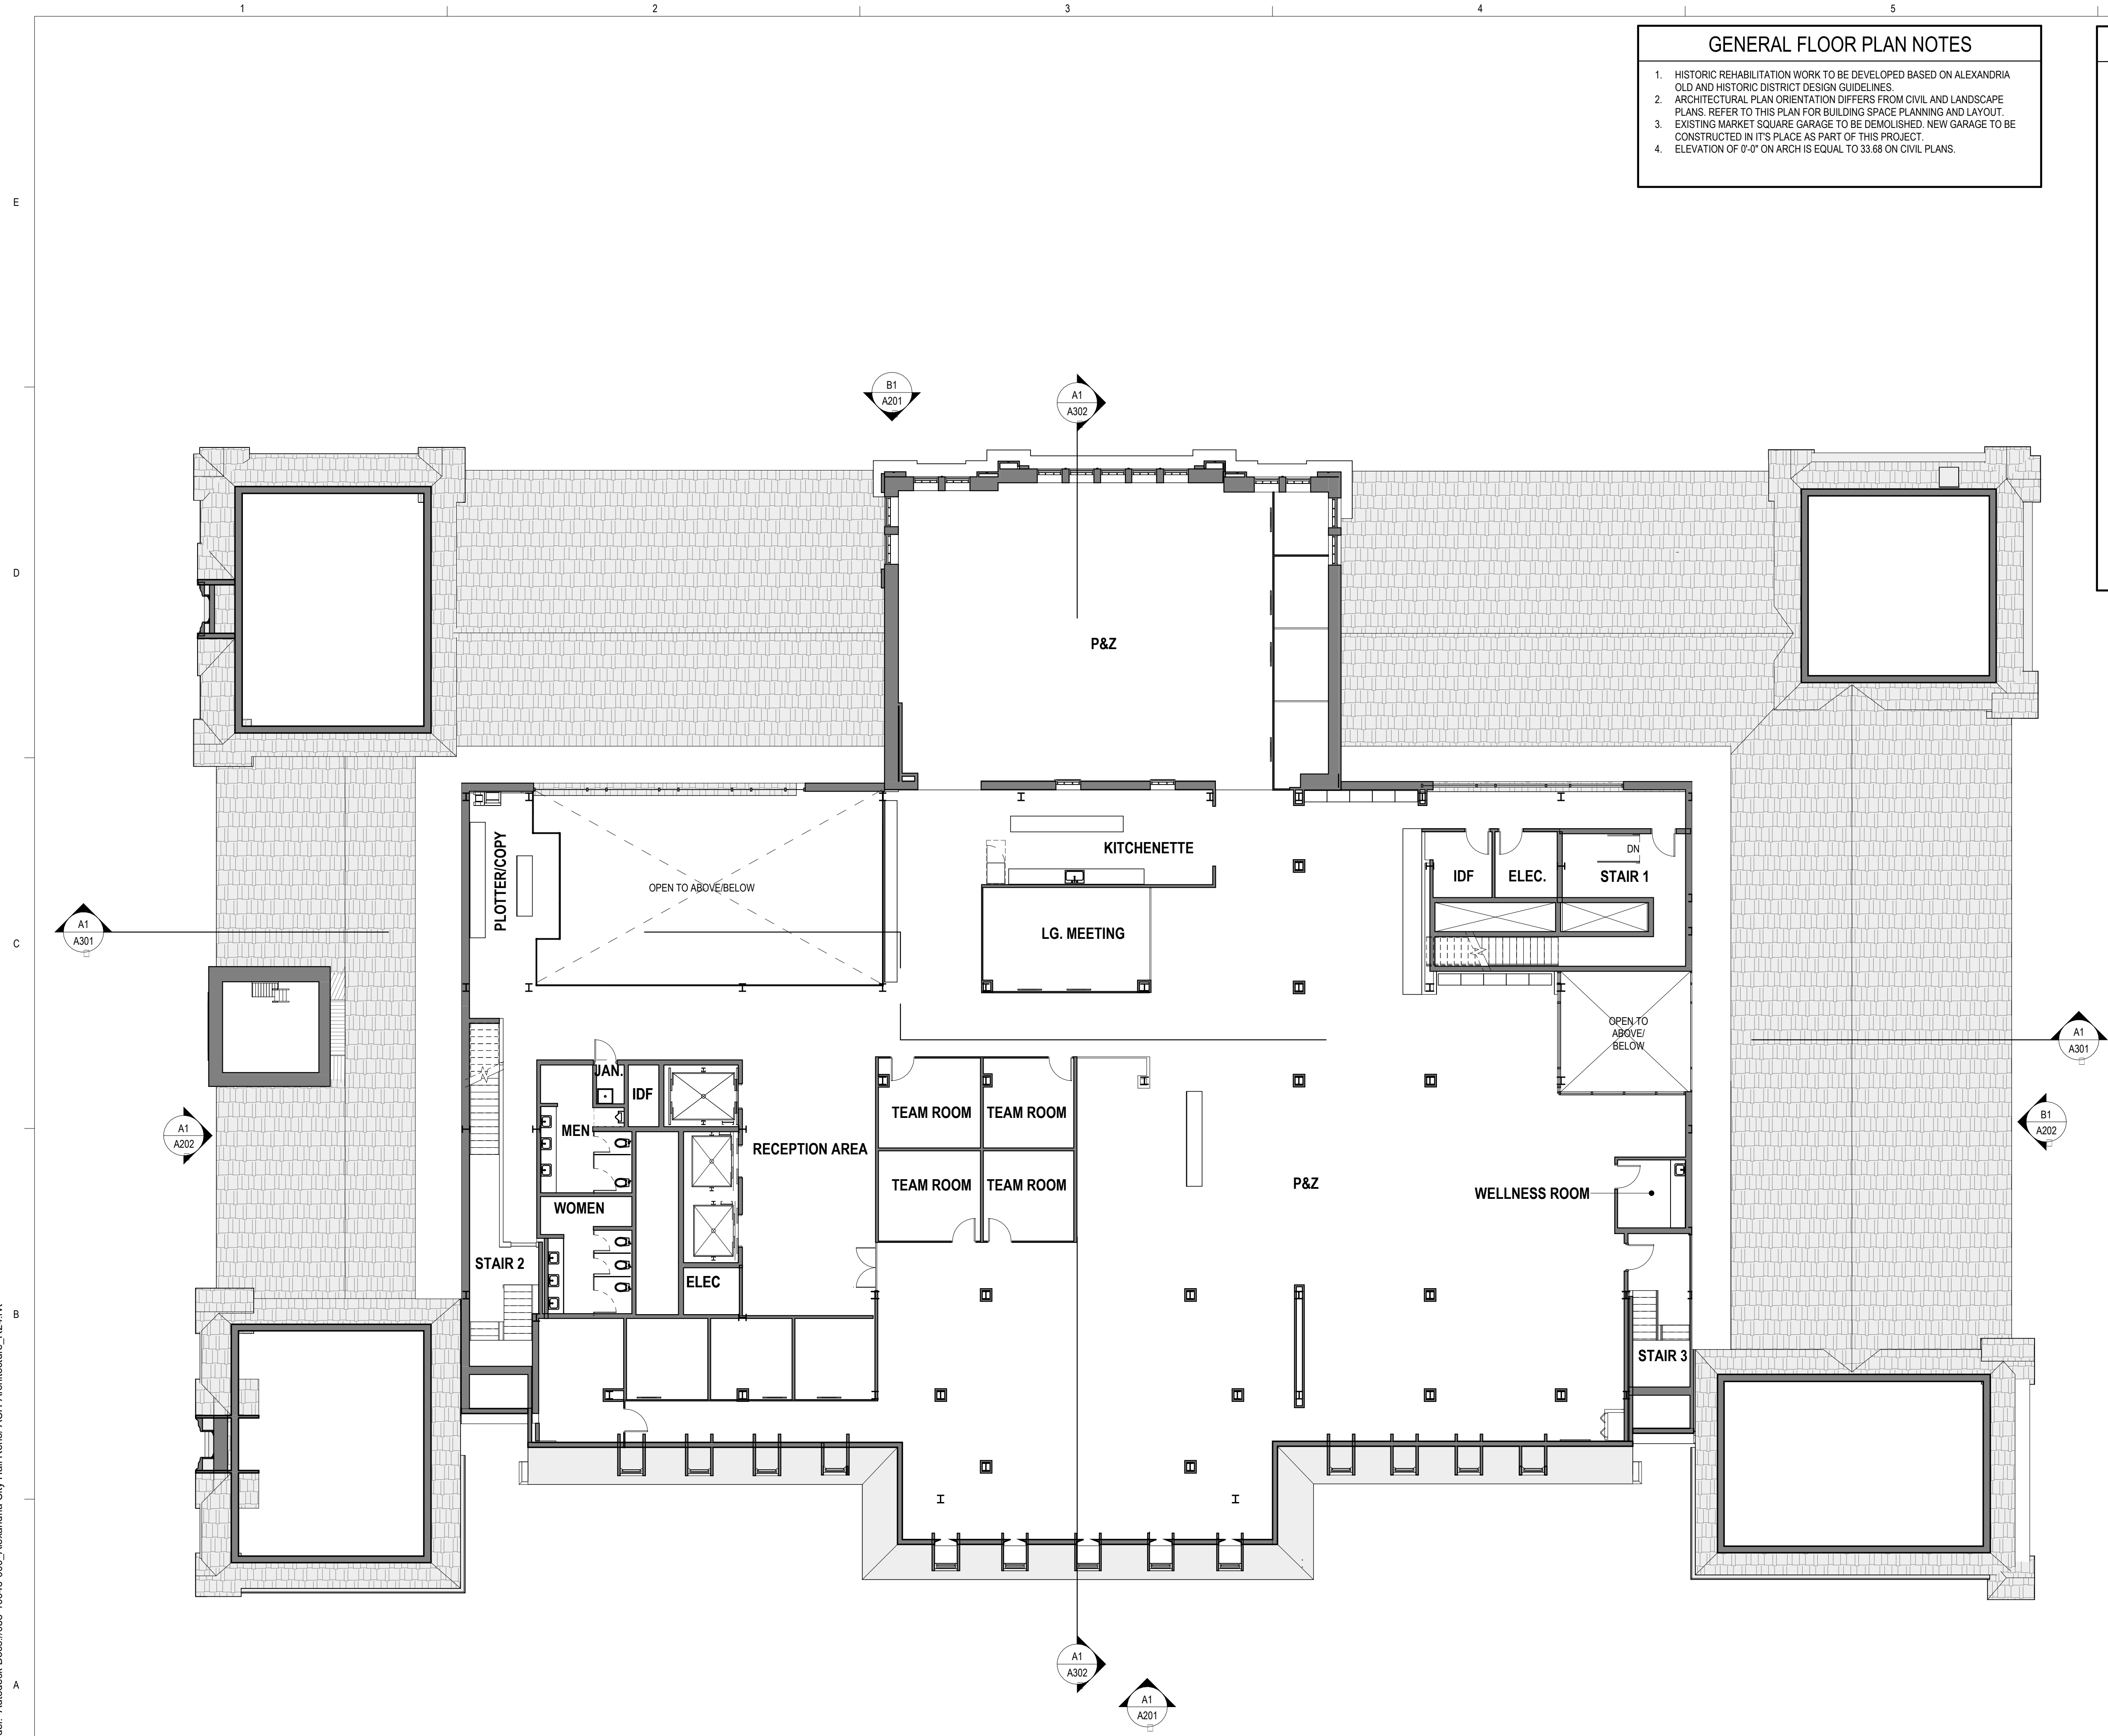 1 2 3 4 5
GENERAL FLOOR PLAN NOTES
1. HISTORIC REHABILITATION WORK TO BE DEVELOPED BASED ON ALEXANDRIA
OLD AND HISTORIC DISTRICT DESIGN GUIDELINES.
2. ARCHITECTURAL PLAN ORIENTATION DIFFERS FROM CIVIL AND LANDSCAPE
PLANS. REFER TO THIS PLAN FOR BUILDING SPACE PLANNING AND LAYOUT.
3. EXISTING MARKET SQUARE GARAGE TO BE DEMOLISHED. NEW GARAGE TO BE
CONSTRUCTED IN IT'S PLACE AS PART OF THIS PROJECT.
4. ELEVATION OF 0'-0" ON ARCH IS EQUAL TO 33.68 ON CIVIL PLANS.
E
B1
A201
A1
A302
D
P&Z
PLOTTER/COPY
OPEN TO ABOVE/BELOW
KITCHENETTE
LG. MEETING
IDF
ELEC.
DN
STAIR 1
C
A1
A301
OPEN TO
ABOVE/
BELOW
A1
A301
JAN.
IDF
MEN
TEAM ROOM
TEAM ROOM
A1
A202
B1
A202
RECEPTION AREA
TEAM ROOM
TEAM ROOM
P&Z
WELLNESS ROOM
WOMEN
STAIR 2
ELEC
B
STAIR 3
A1
A302
A
A1
A201